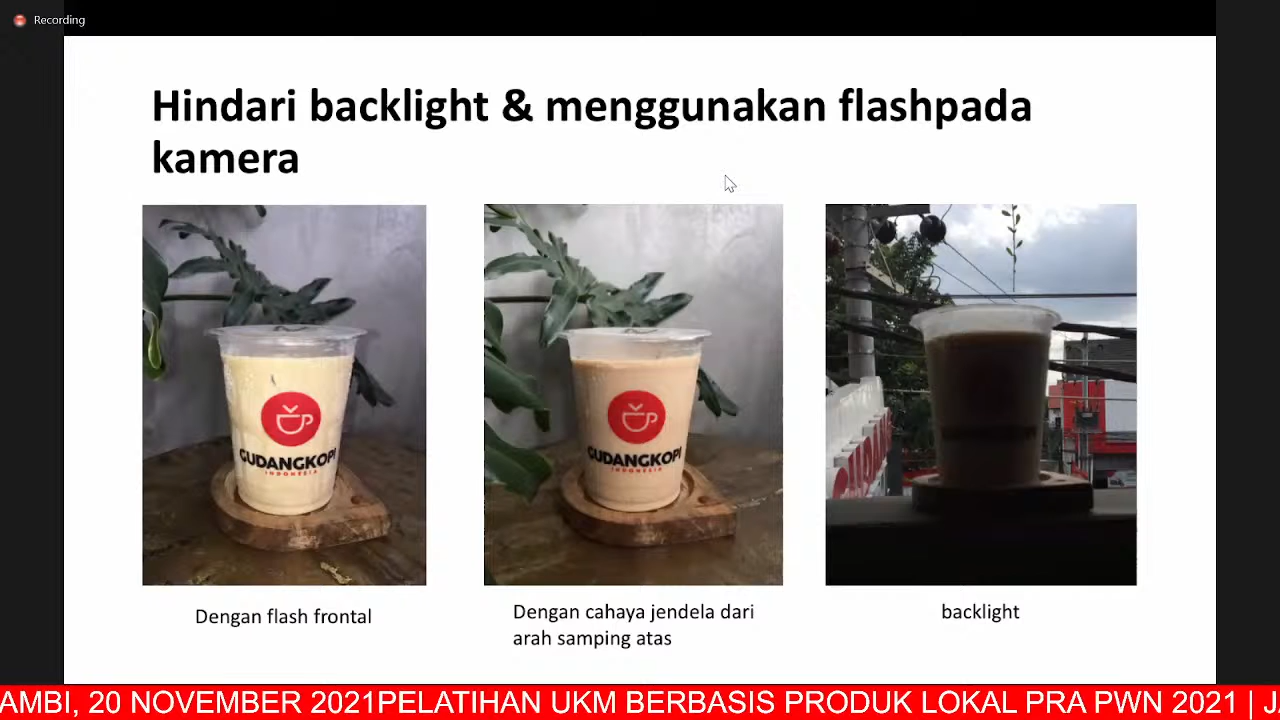 Recording
Hindari backlight & menggunakan flashpada
kamera
GUDANGKOPI
INDONESIA
GUDANGKOPI
INDONESIA
Dengan flash frontal
Dengan cahaya jendela dari
arah samping atas
backlight
AMBI, 20 NOVEMBER 2021PELATIHAN UKM BERBASIS PRODUK LOKAL PRA PWN 2021 | JA